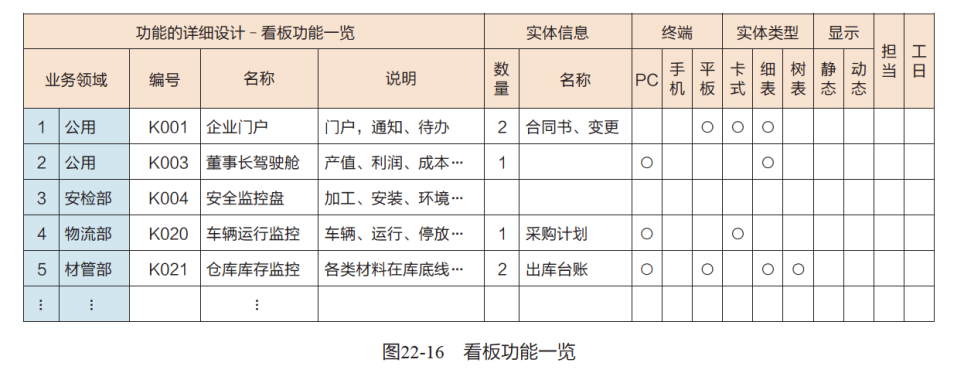 功能的详细设计－看板功能一览 实体信息 终端 实体类型 显示 担当 工日
业务领域 编号 名称 说明 数量 名称 PC 手机 平板 卡式 细表 树表 静态 动态
1 公用 K001 企业门户 门户，通知、待办 2 合同书、变更 ○ ○ ○
2 公用 K003 董事长驾驶舱 产值、利润、成本… 1 ○ ○
3 安检部 K004 安全监控盘 加工、安装、环境…
4 物流部 K020 车辆运行监控 车辆、运行、停放… 1 采购计划 ○ ○
5 材管部 K021 仓库库存监控 各类材料在库底线… 2 出库台账 ○ ○ ○ ○
⋮ ⋮ ⋮
图22-16 看板功能一览